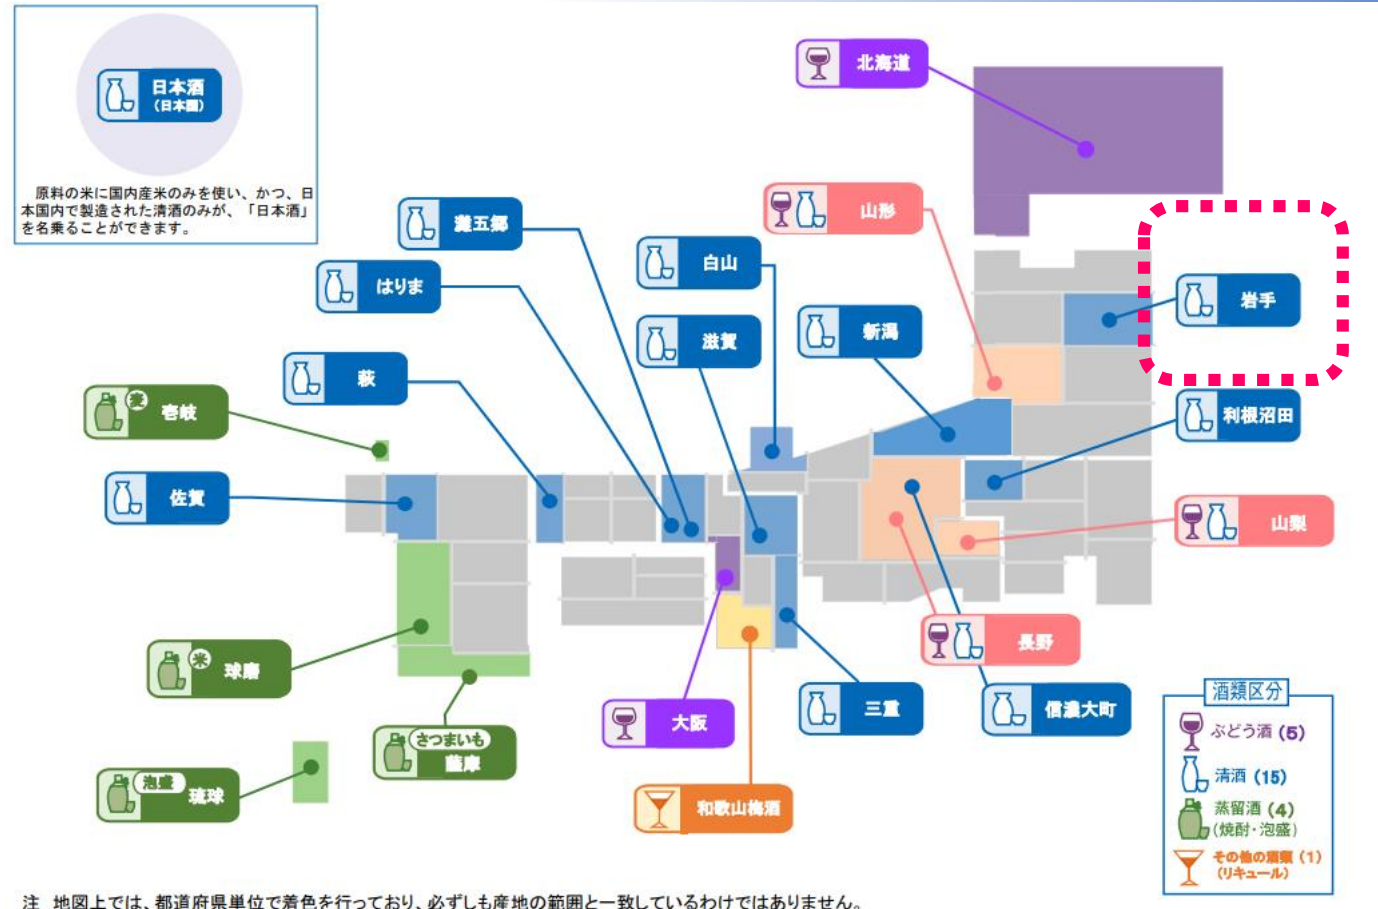 日本酒
(日本国)
原料の米に国内産米のみを使い、かつ、日
本国内で製造された清酒のみが、「日本酒」
を名乗ることができます。
北海道
山形
灘五郷
白山
はりま
岩手
新潟
滋賀
萩
壱岐
利根沼田
佐賀
山梨
長野
米
球磨
三重
信濃大町
大阪
さつまいも
薩摩
泡盛
琉球
和歌山梅酒
酒類区分
ぶどう酒 (5)
清酒 (15)
蒸留酒 (4)
(焼酎・泡盛)
その他の酒類 (1)
(リキュール)
注 地図上では、都道府県単位で着色を行っており、必ずしも産地の範囲と一致しているわけではありません。